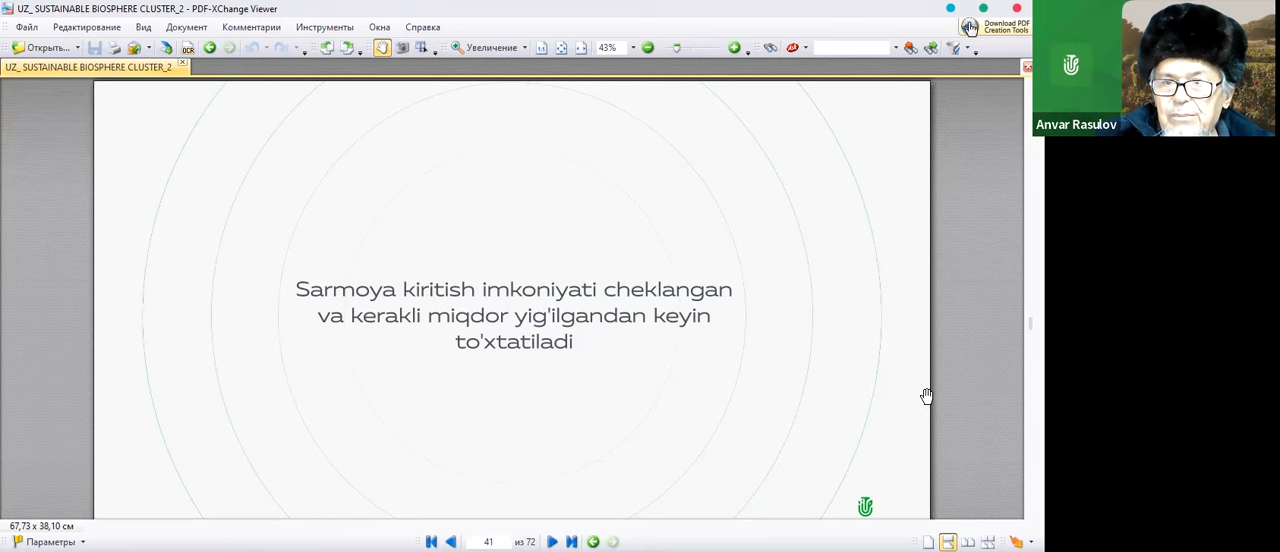 UZ_ SUSTAINABLE BIOSPHERE CLUSTER_2 - PDF-XChange Viewer
Файл Редактирование Вид Документ Комментарии Инструменты Окна Справка
Download PDF
Creation Tools
Открыть... OCR Увеличение 43%
UZ_ SUSTAINABLE BIOSPHERE CLUSTER_2
Anvar Rasulov
Sarmoya kiritish imkoniyati cheklangan
va kerakli miqdor yig'ilgandan keyin
to'xtatiladi
67,73 x 38,10 см
Параметры 41 из 72